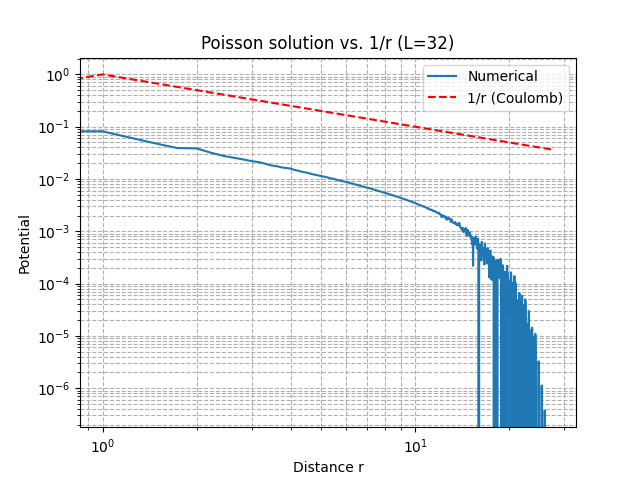 Poisson solution vs. 1/r (L=32)
Numerical
1/r (Coulomb)
Potential
10⁰
10⁻¹
10⁻²
10⁻³
10⁻⁴
10⁻⁵
10⁻⁶
10⁰
10¹
Distance r